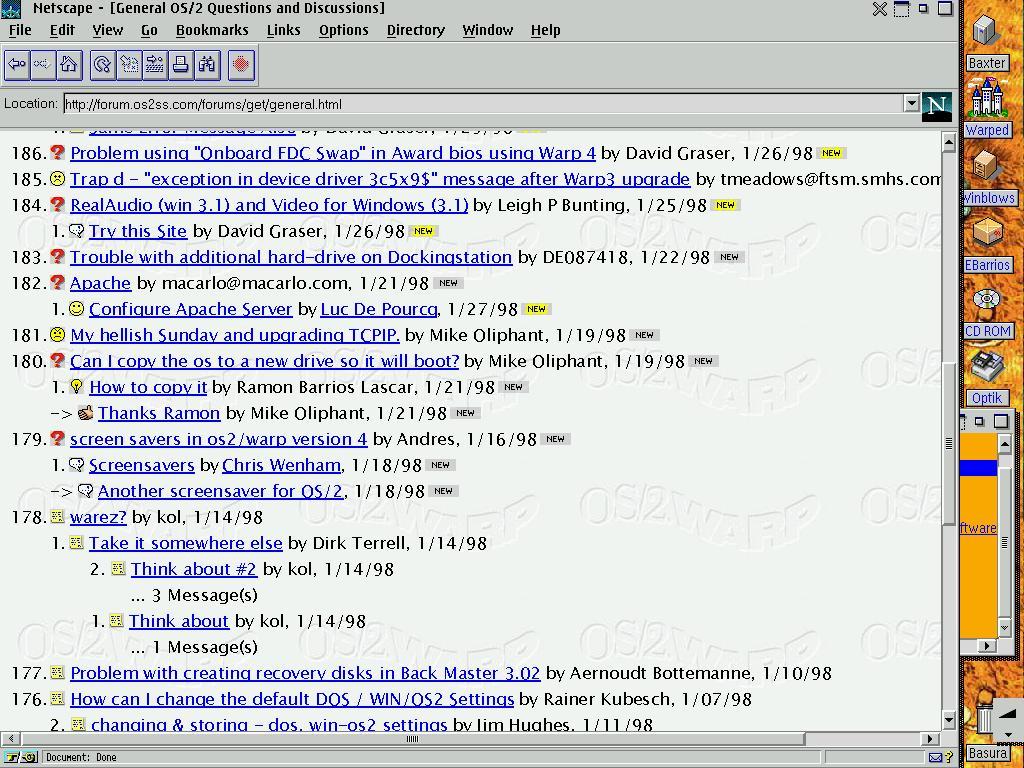 Netscape - [General OS/2 Questions and Discussions]
File Edit View Go Bookmarks Links Options Directory Window Help
Location: http://forum.os2ss.com/forums/get/general.html
N
1. Same Error Message Also by David Graser, 1/29/98
186. Problem using "Onboard FDC Swap" in Award bios using Warp 4 by David Graser, 1/26/98 NEW
185. Trap d - "exception in device driver 3c5x9$" message after Warp3 upgrade by tmeadows@ftsm.smhs.com
184. RealAudio (win 3.1) and Video for Windows (3.1) by Leigh P Bunting, 1/25/98 NEW
1. Try this Site by David Graser, 1/26/98 NEW
183. Trouble with additional hard-drive on Dockingstation by DE087418, 1/22/98 NEW
182. Apache by macarlo@macarlo.com, 1/21/98 NEW
1. Configure Apache Server by Luc De Pourcq, 1/27/98 NEW
181. My hellish Sunday and upgrading TCPIP. by Mike Oliphant, 1/19/98 NEW
180. Can I copy the os to a new drive so it will boot? by Mike Oliphant, 1/19/98 NEW
1. How to copy it by Ramon Barrios Lascar, 1/21/98 NEW
-> Thanks Ramon by Mike Oliphant, 1/21/98 NEW
179. screen savers in os2/warp version 4 by Andres, 1/16/98 NEW
1. Screensavers by Chris Wenham, 1/18/98 NEW
-> Another screensaver for OS/2, 1/18/98 NEW
178. warez? by kol, 1/14/98
1. Take it somewhere else by Dirk Terrell, 1/14/98
2. Think about #2 by kol, 1/14/98
... 3 Message(s)
1. Think about by kol, 1/14/98
... 1 Message(s)
177. Problem with creating recovery disks in Back Master 3.02 by Aernoudt Bottemanne, 1/10/98
176. How can I change the default DOS / WIN/OS2 Settings by Rainer Kubesch, 1/07/98
2. changing & storing - dos, win-os2 settings by Jim Hughes, 1/11/98
Document: Done
Baxter
Warped
Winblows
EBarrios
CD ROM
Optik
ftware
Basura